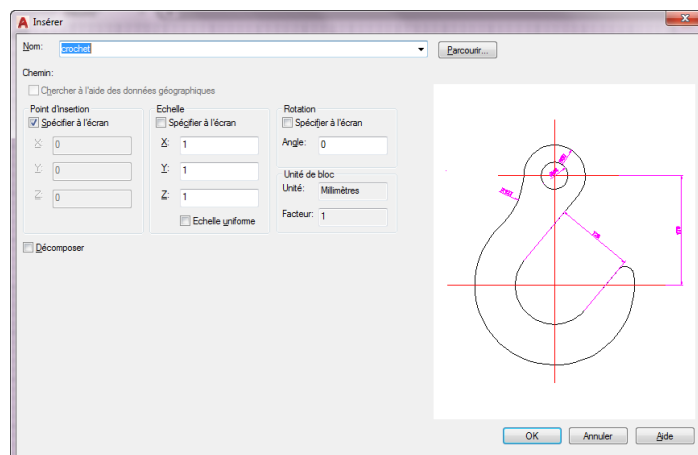 Insérer
Nom: crochet Parcourir...
Chemin:
Chercher à l'aide des données géographiques
Point d'insertion Echelle Rotation
Spécifier à l'écran Spécifier à l'écran Spécifier à l'écran
X: 0 X: 1 Angle: 0
Y: 0 Y: 1 Unité de bloc
Z: 0 Z: 1 Unité: Millimètres
Echelle uniforme Facteur: 1
Décomposer
OK Annuler Aide